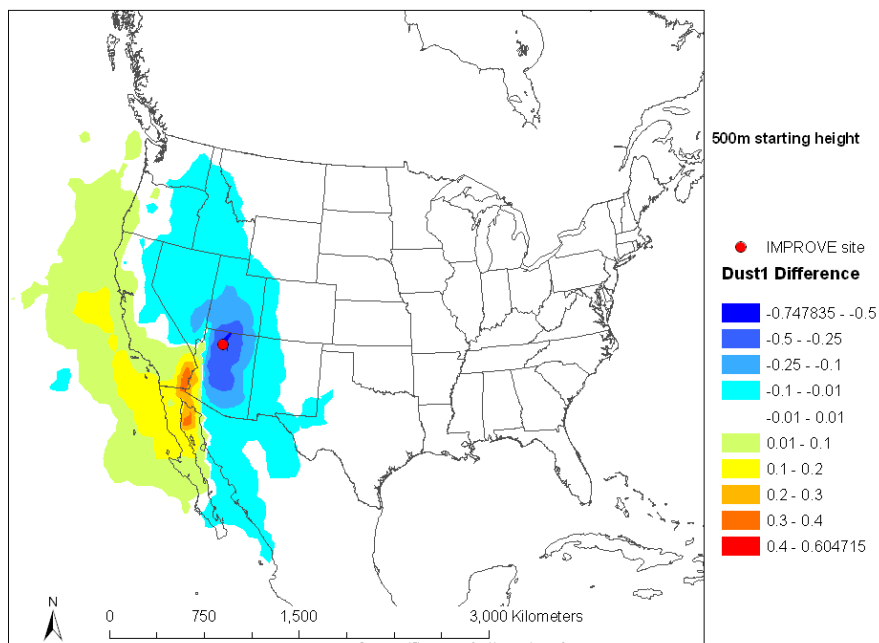 500m starting height
IMPROVE site
Dust1 Difference
-0.747835 - -0.5
-0.5 - -0.25
-0.25 - -0.1
-0.1 - -0.01
-0.01 - 0.01
0.01 - 0.1
0.1 - 0.2
0.2 - 0.3
0.3 - 0.4
0.4 - 0.604715
N
0 750 1,500 3,000 Kilometers